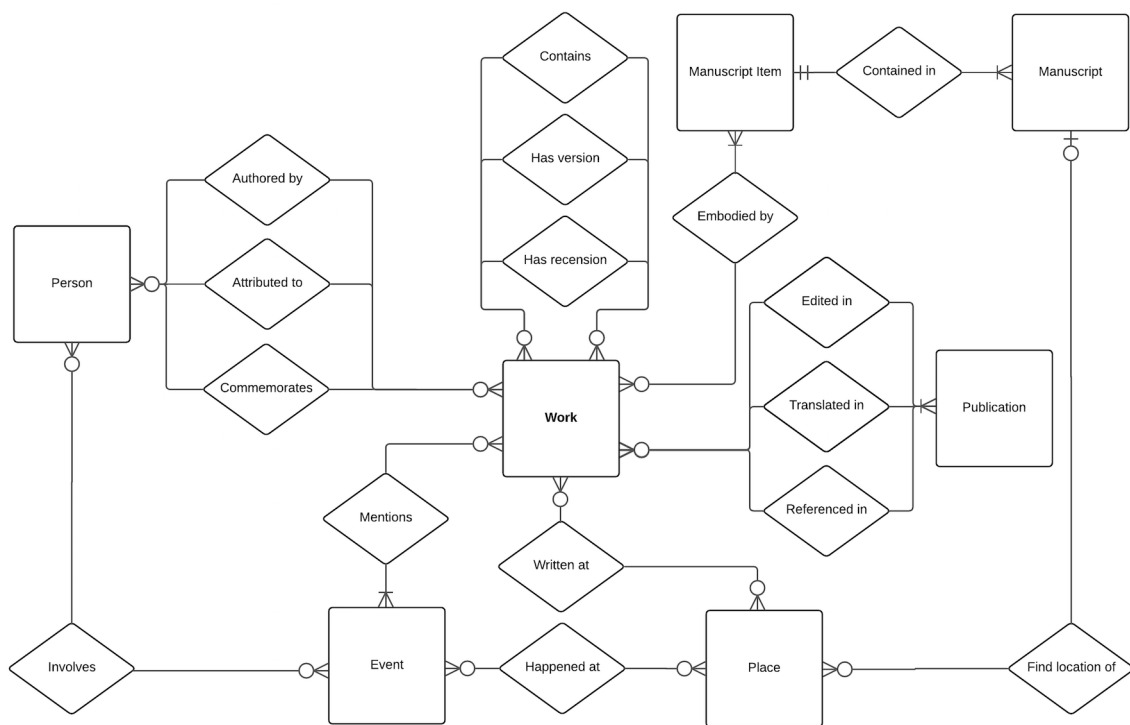 Contains
Manuscript Item
Contained in
Manuscript
Has version
Authored by
Embodied by
Has recension
Person
Attributed to
Edited in
Commemorates
Work
Translated in
Publication
Mentions
Referenced in
Written at
Involves
Event
Happened at
Place
Find location of